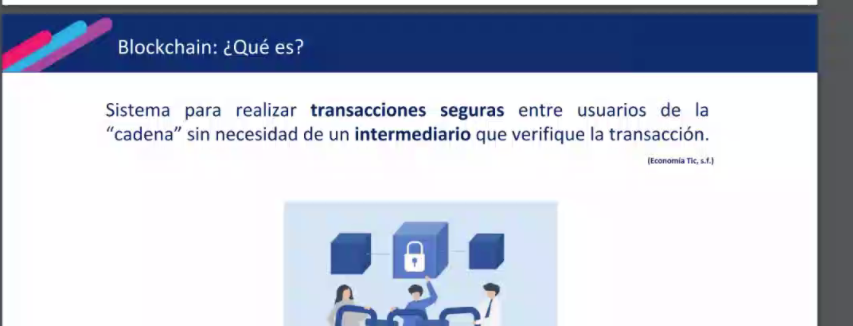 Blockchain: ¿Qué es?
Sistema para realizar transacciones seguras entre usuarios de la
“cadena” sin necesidad de un intermediario que verifique la transacción.
(Economía Tic, s.f.)